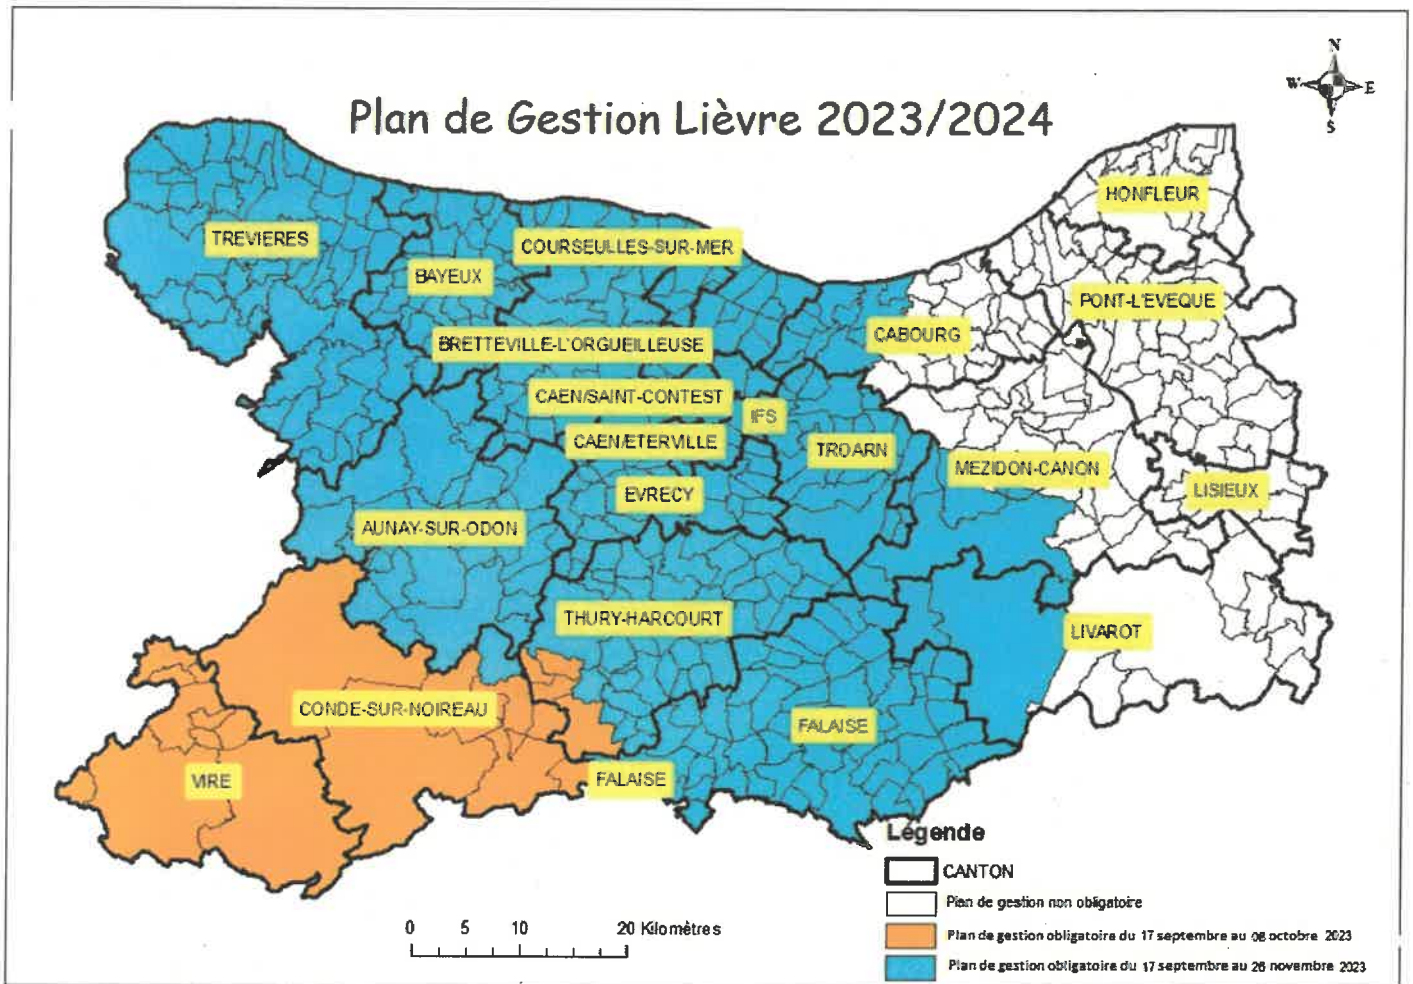 N
W E
S
Plan de Gestion Lièvre 2023/2024
HONFLEUR
TREVIERES
COURSEULLES-SUR-MER
BAYEUX
PONT-L'EVEQUE
CABOURG
BRETTEVILLE-L'ORGUEILLEUSE
CAEN/SAINT-CONTEST
IFS
CAEN/ETERVILLE
TROARN
MEZIDON-CANON
LISIEUX
EVRECY
AUNAY-SUR-ODON
THURY-HARCOURT
LIVAROT
CONDE-SUR-NOIREAU
FALAISE
VIRE
FALAISE
Légende
CANTON
Plan de gestion non obligatoire
Plan de gestion obligatoire du 17 septembre au 08 octobre 2023
Plan de gestion obligatoire du 17 septembre au 26 novembre 2023
0 5 10 20 Kilomètres